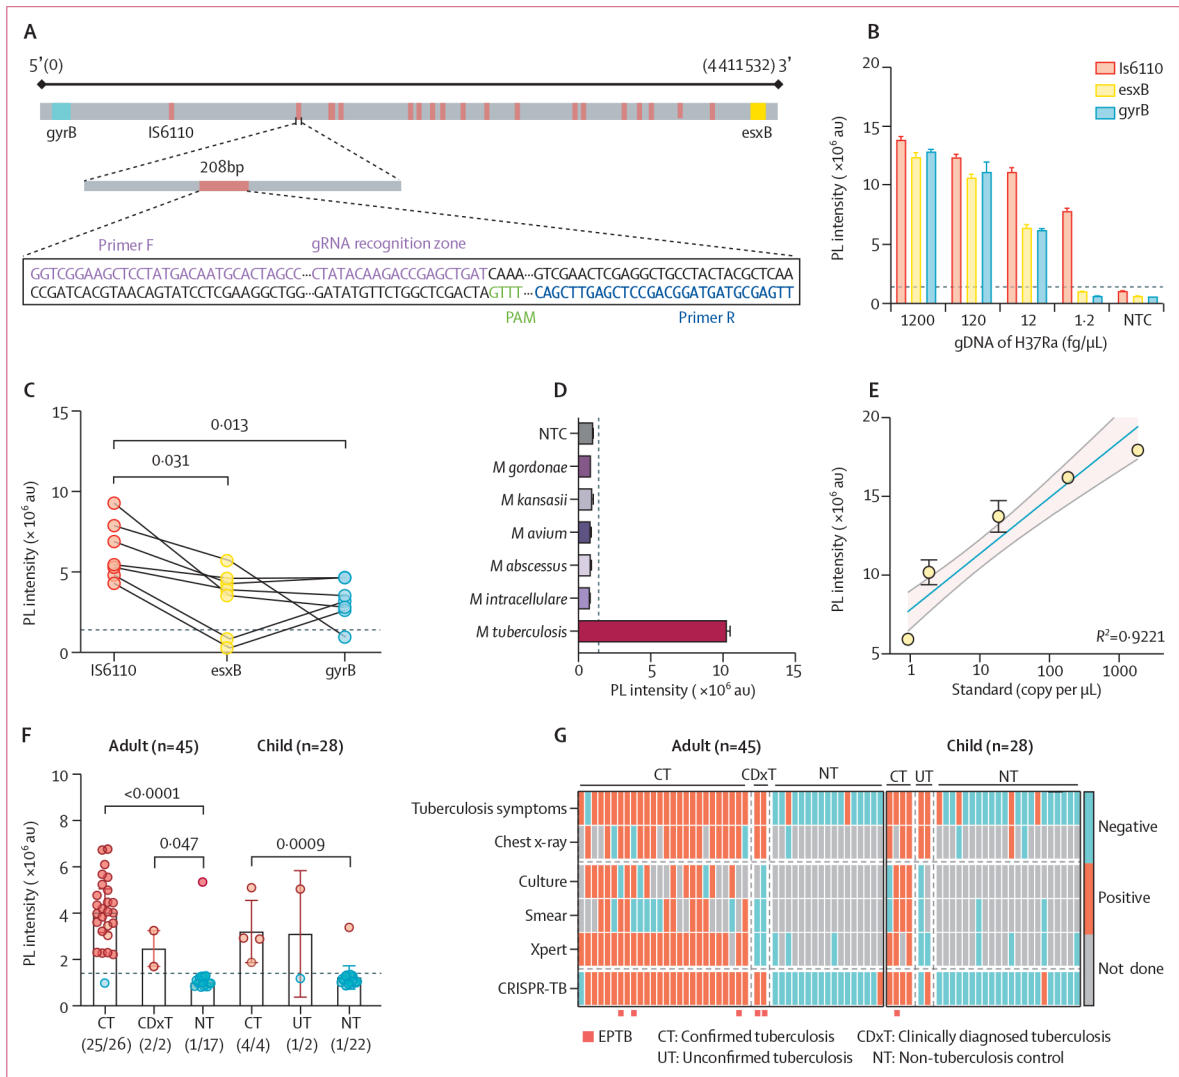 A
5’(0)
(4 411 532) 3’
gyrB
IS6110
esxB
208bp
Primer F
gRNA recognition zone
GGTCGGAAGCTCCTATGACAATGCACTAGCC···CTATACAAGACCGAGCTGATCAAA···GTCGAACTCGAGGCTGCCTACTACGCTCAA
CCGATCACGTAACAGTATCCTCGAAGGCTGG···GATATGTTCTGGCTCGACTAGTTT···CAGCTTGAGCTCCGACGGATGATGCGAGTT
PAM
Primer R
B
20
15
10
5
0
PL intensity ( ×10⁶ au)
Is6110
esxB
gyrB
1200
120
12
1·2
NTC
gDNA of H37Ra (fg/μL)
C
15
10
5
0
PL intensity ( ×10⁶ au)
0·013
0·031
IS6110
esxB
gyrB
D
NTC
M gordonae
M kansasii
M avium
M abscessus
M intracellulare
M tuberculosis
0
5
10
15
PL intensity ( ×10⁶ au)
E
20
15
10
5
PL intensity ( ×10⁶ au)
R²=0·9221
1
10
100
1000
Standard (copy per μL)
F
Adult (n=45)
Child (n=28)
10
8
6
4
2
0
PL intensity ( ×10⁶ au)
<0·0001
0·047
0·0009
CT
CDxT
NT
CT
UT
NT
(25/26)
(2/2)
(1/17)
(4/4)
(1/2)
(1/22)
G
Adult (n=45)
Child (n=28)
CT
CDxT
NT
CT
UT
NT
Tuberculosis symptoms
Chest x-ray
Culture
Smear
Xpert
CRISPR-TB
Negative
Positive
Not done
EPTB
CT: Confirmed tuberculosis
CDxT: Clinically diagnosed tuberculosis
UT: Unconfirmed tuberculosis
NT: Non-tuberculosis control